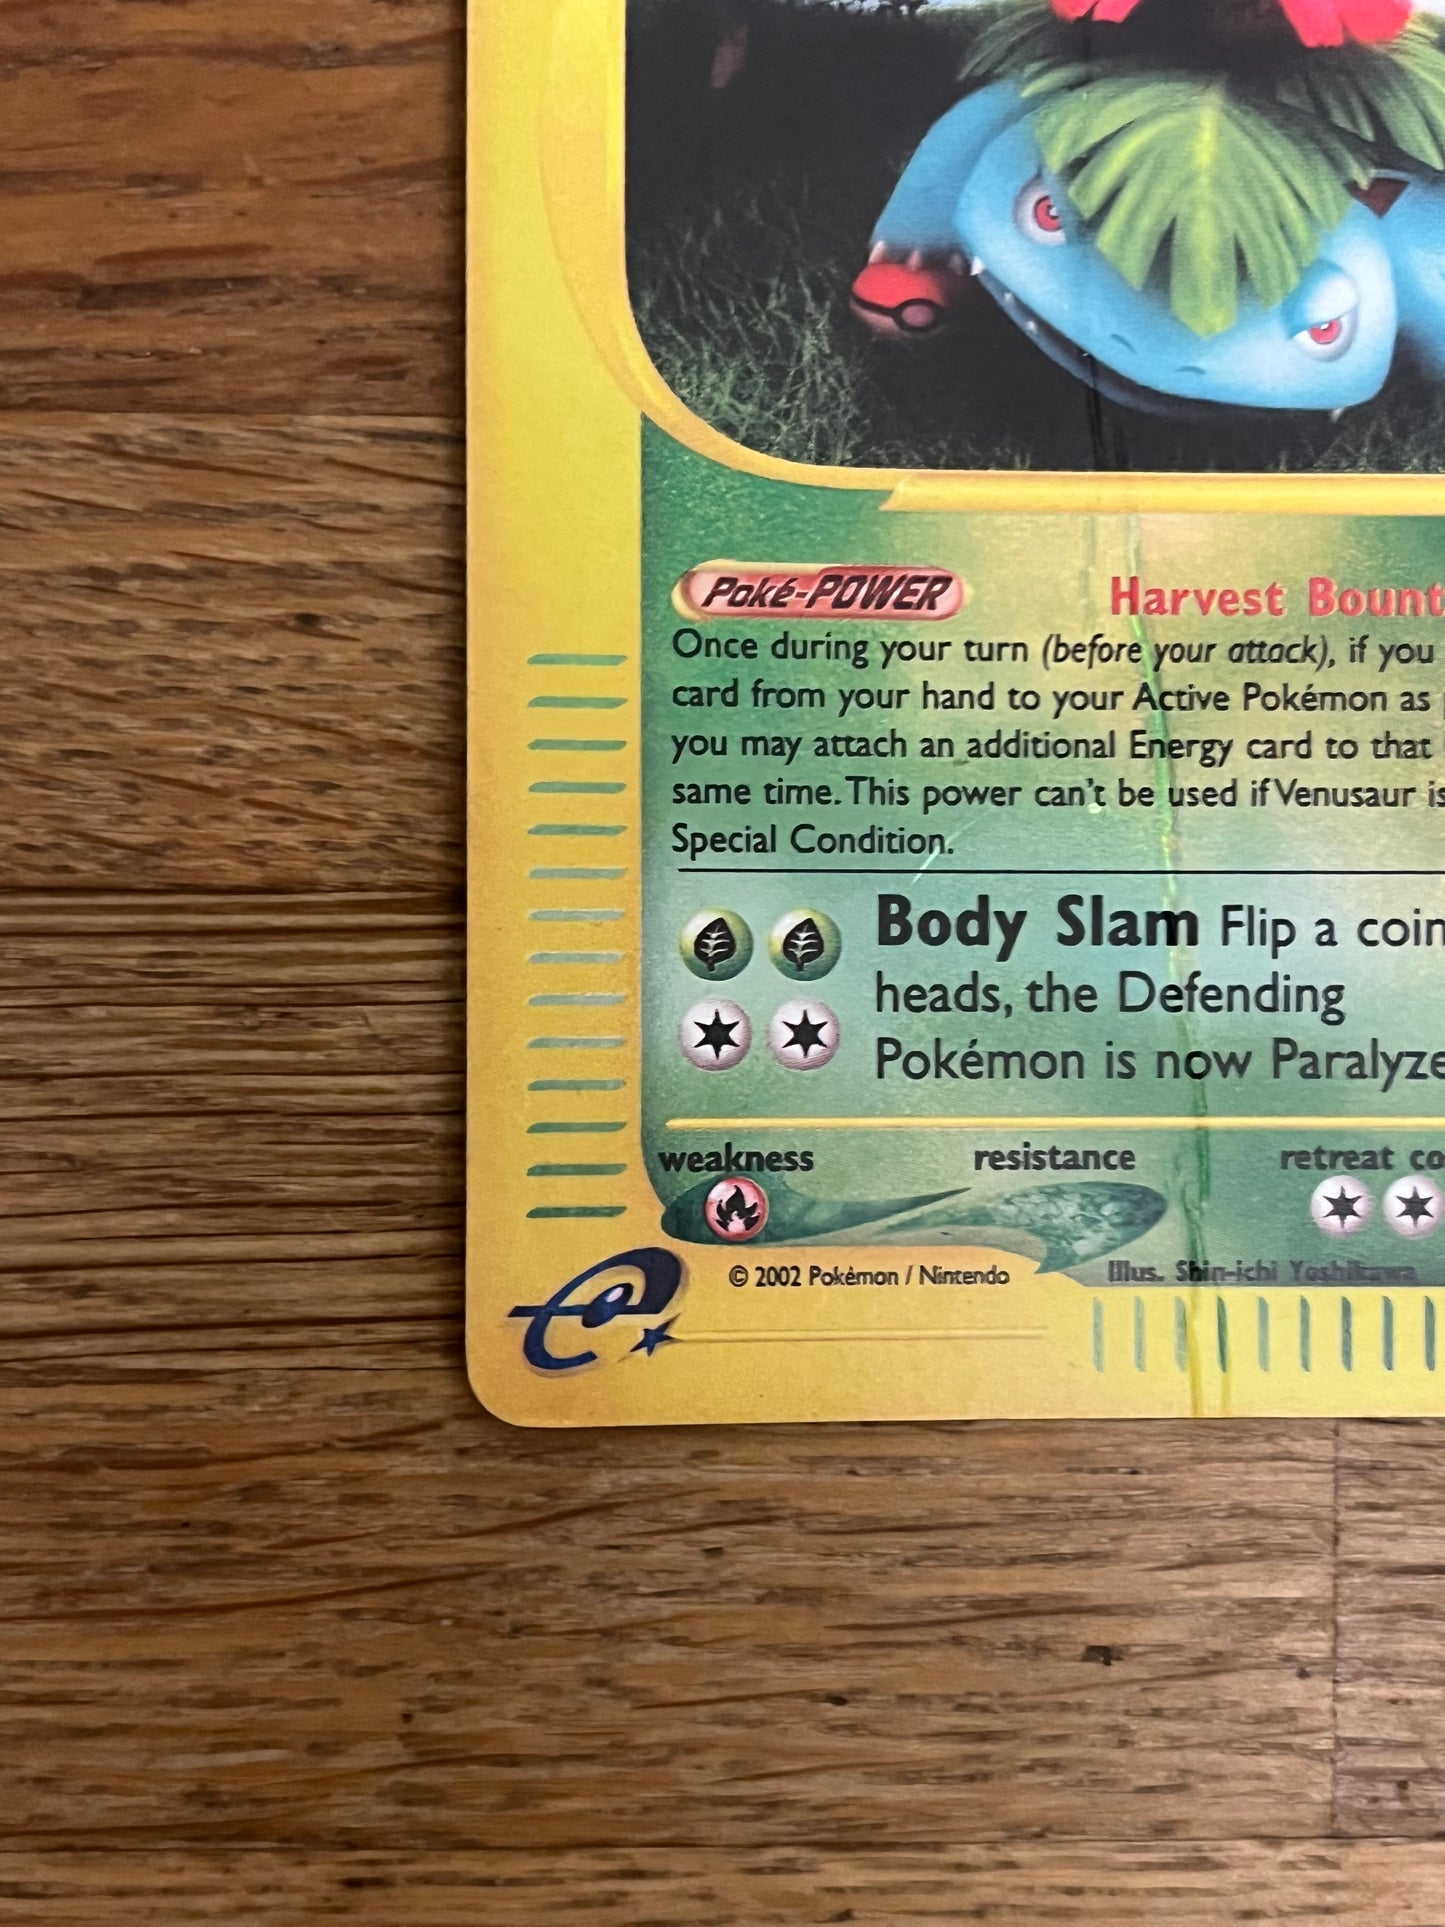 Poké-POWER Harvest Bount
Once during your turn (before your attack), if you
card from your hand to your Active Pokémon as
you may attach an additional Energy card to that
same time. This power can't be used if Venusaur is
Special Condition.
Body Slam Flip a coin
heads, the Defending
Pokémon is now Paralyze
weakness resistance retreat co
© 2002 Pokémon / Nintendo Illus. Shin-ichi Yoshikawa
e